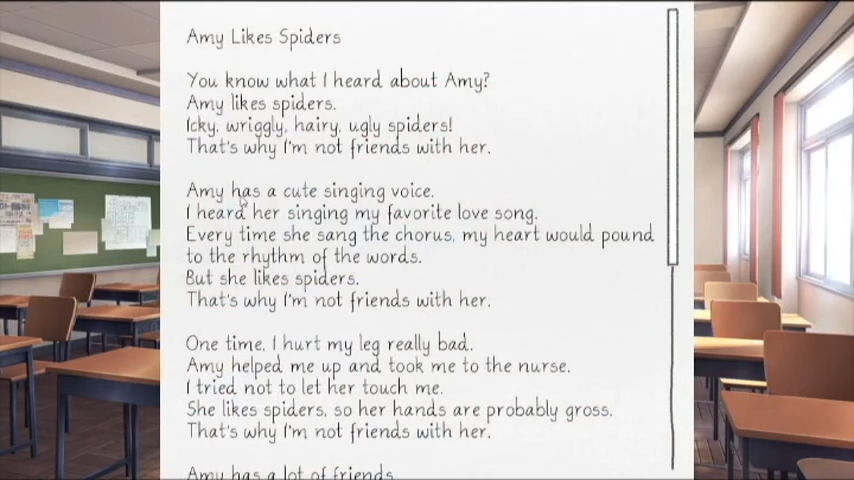 Amy Likes Spiders
You know what I heard about Amy?
Amy likes spiders.
Icky, wriggly, hairy, ugly spiders!
That's why I'm not friends with her.
Amy has a cute singing voice.
I heard her singing my favorite love song.
Every time she sang the chorus, my heart would pound
to the rhythm of the words.
But she likes spiders.
That's why I'm not friends with her.
One time, I hurt my leg really bad.
Amy helped me up and took me to the nurse.
I tried not to let her touch me.
She likes spiders, so her hands are probably gross.
That's why I'm not friends with her.
Amy has a lot of friends.